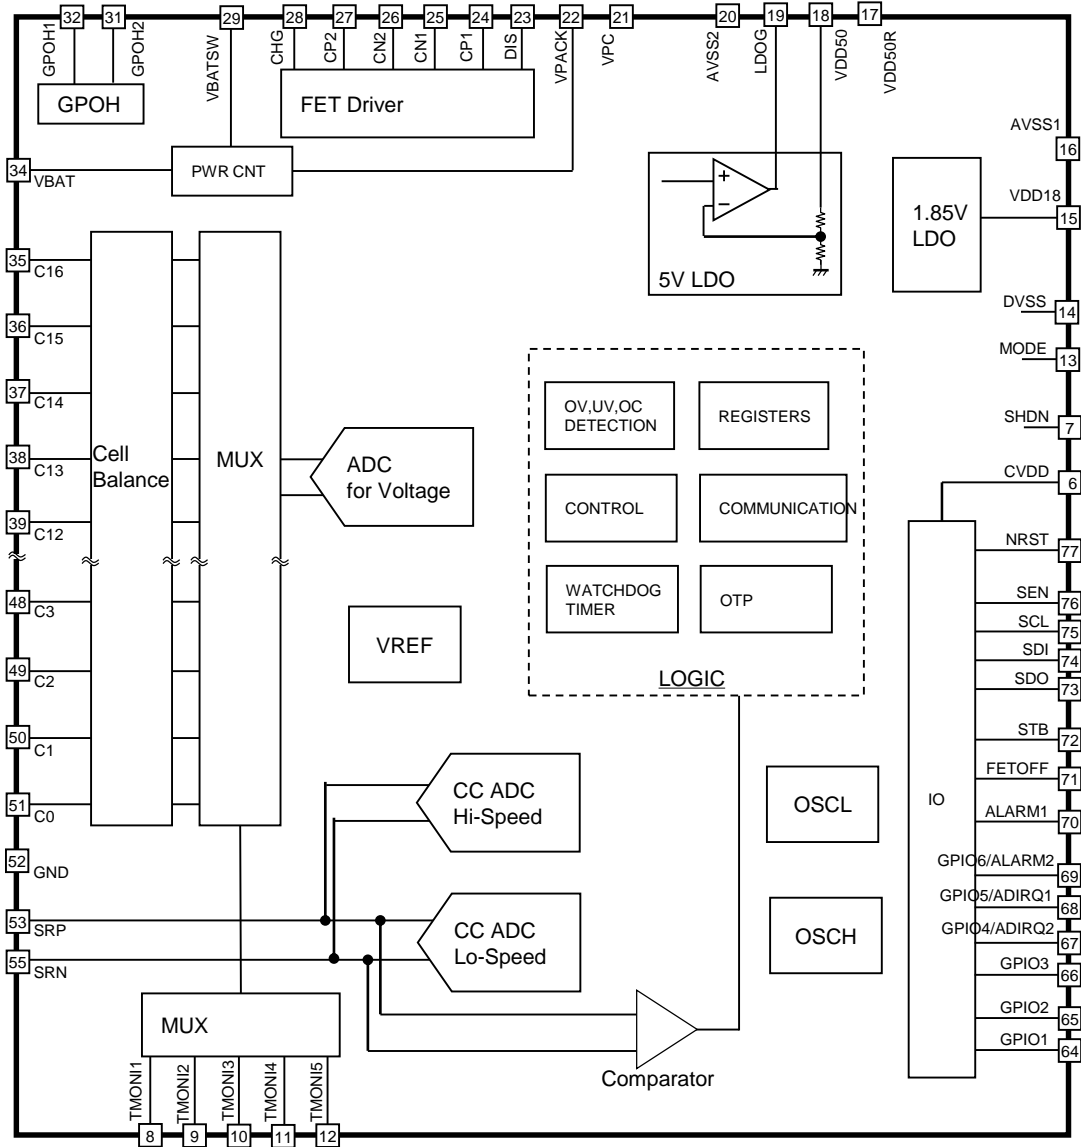 32
31
29
28
27
26
25
24
23
22
21
20
19
18
17
GPOH1
GPOH2
VBATSW
CHG
CP2
CN2
CN1
CP1
DIS
VPACK
VPC
AVSS2
LDOG
VDD50
VDD50R
GPOH
FET Driver
AVSS1
16
34
VBAT
PWR CNT
+
−
5V LDO
1.85V
LDO
VDD18
15
35
C16
36
C15
37
C14
38
C13
39
C12
48
C3
49
C2
50
C1
51
C0
52
GND
53
SRP
55
SRN
Cell
Balance
MUX
ADC
for Voltage
VREF
OV,UV,OC
DETECTION
REGISTERS
CONTROL
COMMUNICATION
WATCHDOG
TIMER
OTP
LOGIC
DVSS
14
MODE
13
SHDN
7
CVDD
6
NRST
77
SEN
76
SCL
75
SDI
74
SDO
73
STB
72
FETOFF
71
ALARM1
70
GPIO6/ALARM2
69
GPIO5/ADIRQ1
68
GPIO4/ADIRQ2
67
GPIO3
66
GPIO2
65
GPIO1
64
IO
CC ADC
Hi-Speed
CC ADC
Lo-Speed
OSCL
OSCH
Comparator
MUX
TMONI1
TMONI2
TMONI3
TMONI4
TMONI5
8
9
10
11
12